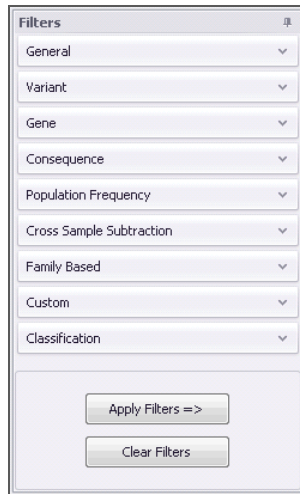 Filters
General
Variant
Gene
Consequence
Population Frequency
Cross Sample Subtraction
Family Based
Custom
Classification
Apply Filters =>
Clear Filters